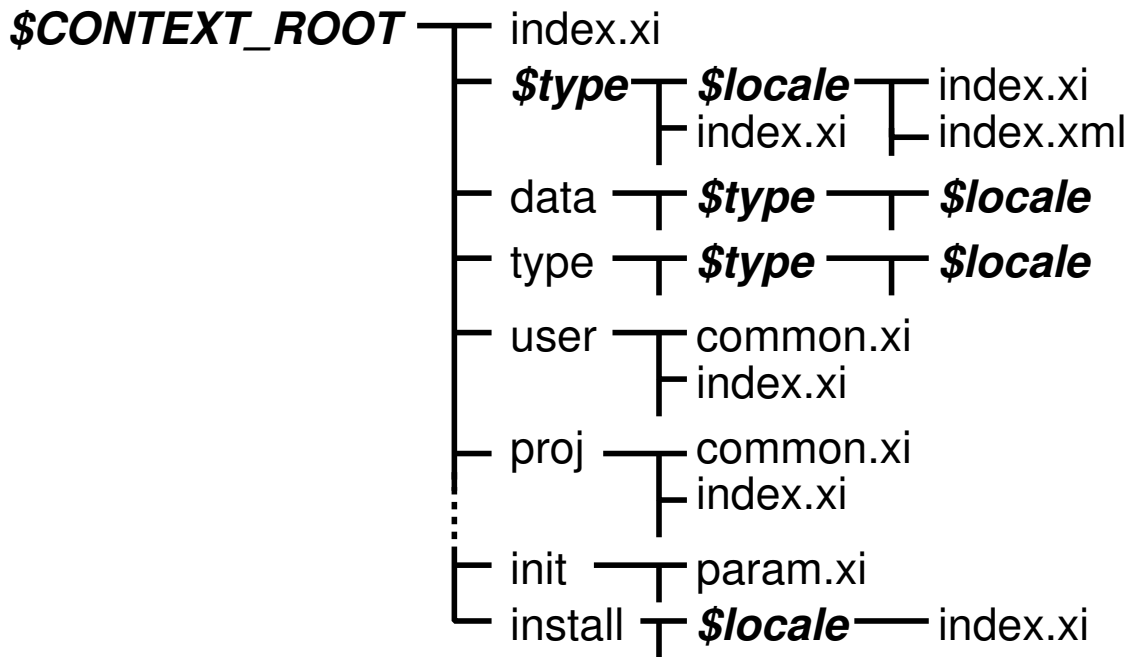 $CONTEXT_ROOT index.xi
$type $locale index.xi
index.xi index.xml
data $type $locale
type $type $locale
user common.xi
index.xi
proj common.xi
index.xi
init param.xi
install $locale index.xi